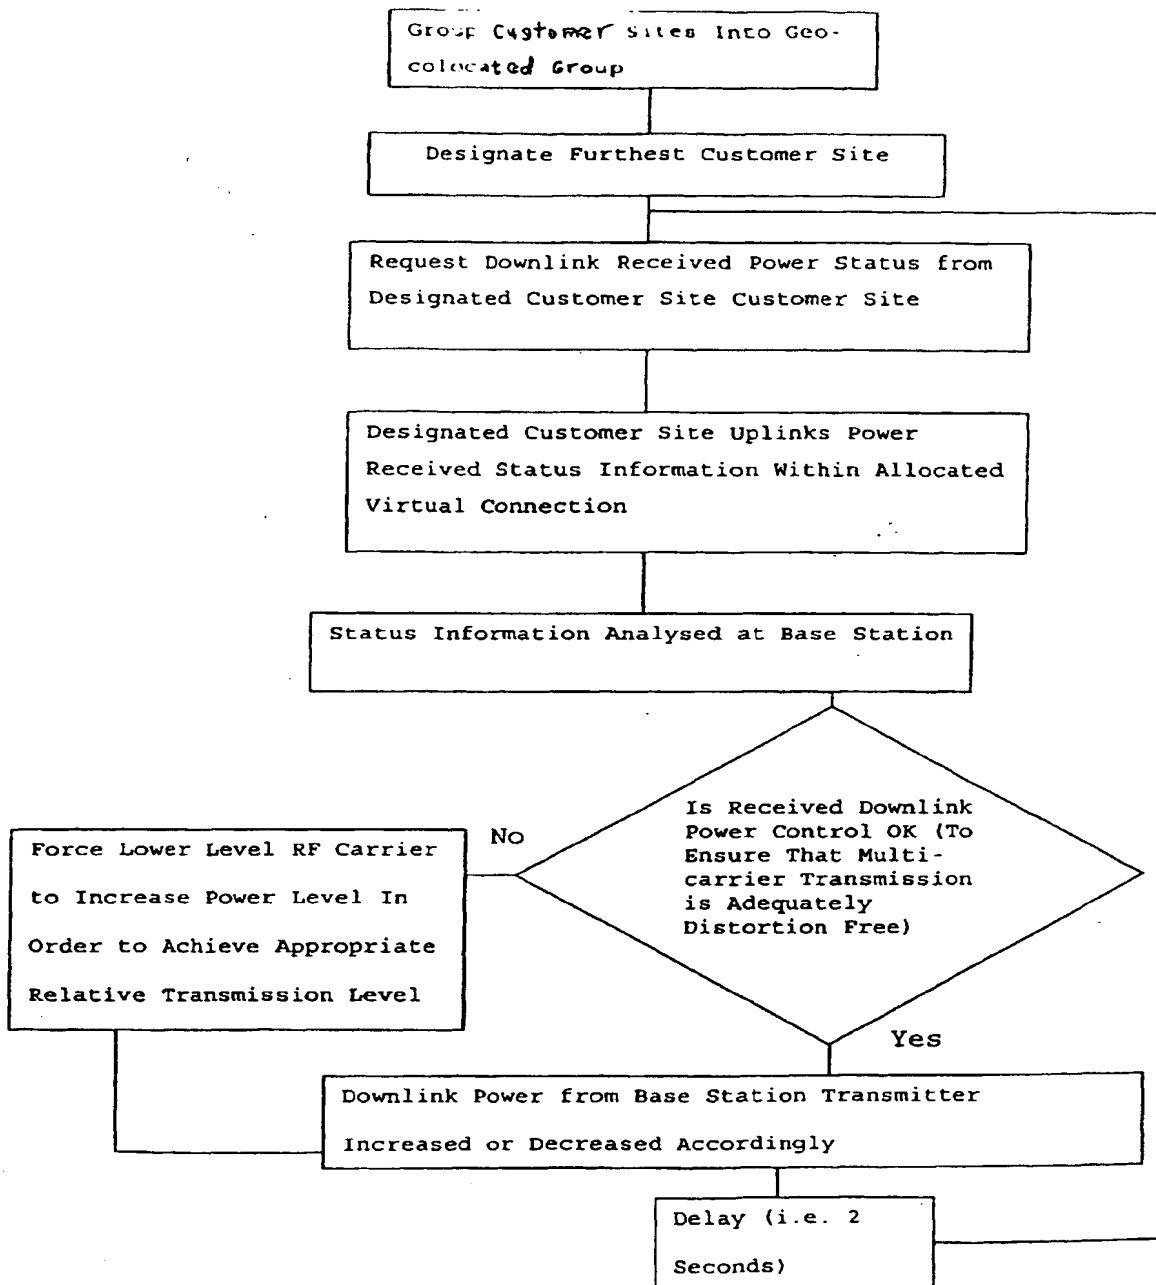 Group Customer Sites Into Geo-
colocated Group
Designate Furthest Customer Site
Request Downlink Received Power Status from
Designated Customer Site Customer Site
Designated Customer Site Uplinks Power
Received Status Information Within Allocated
Virtual Connection
Status Information Analysed at Base Station
Is Received Downlink
Power Control OK (To
Ensure That Multi-
carrier Transmission
is Adequately
Distortion Free)
No
Force Lower Level RF Carrier
to Increase Power Level In
Order to Achieve Appropriate
Relative Transmission Level
Yes
Downlink Power from Base Station Transmitter
Increased or Decreased Accordingly
Delay (i.e. 2
Seconds)